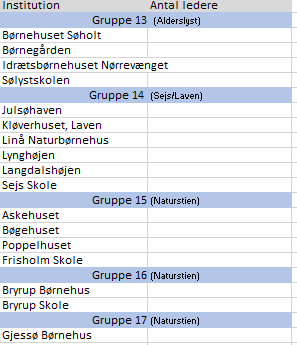 Institution Antal ledere
Gruppe 13 (Alderslyst)
Børnehuset Søholt
Børnegården
Idrætsbørnehuset Nørrevænget
Sølystskolen
Gruppe 14 (Sejs/Laven)
Julsøhaven
Kløverhuset, Laven
Linå Naturbørnehus
Lynghøjen
Langdalshøjen
Sejs Skole
Gruppe 15 (Naturstien)
Askehuset
Bøgehuset
Poppelhuset
Frisholm Skole
Gruppe 16 (Naturstien)
Bryrup Børnehus
Bryrup Skole
Gruppe 17 (Naturstien)
Gjessø Børnehus